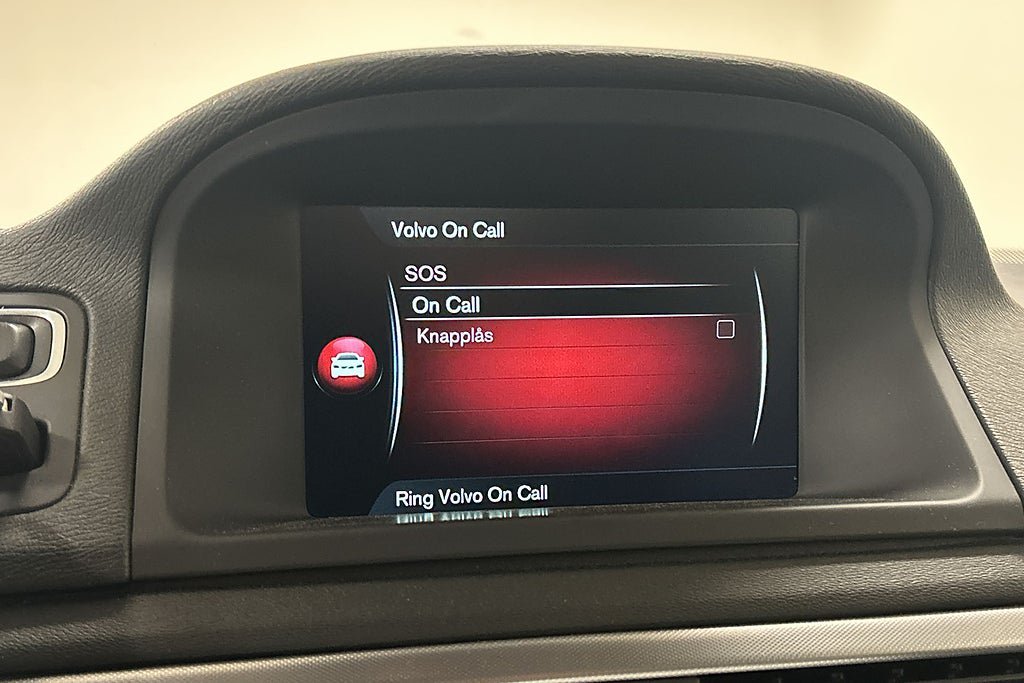 Volvo On Call
SOS
On Call
Knapplås
Ring Volvo On Call